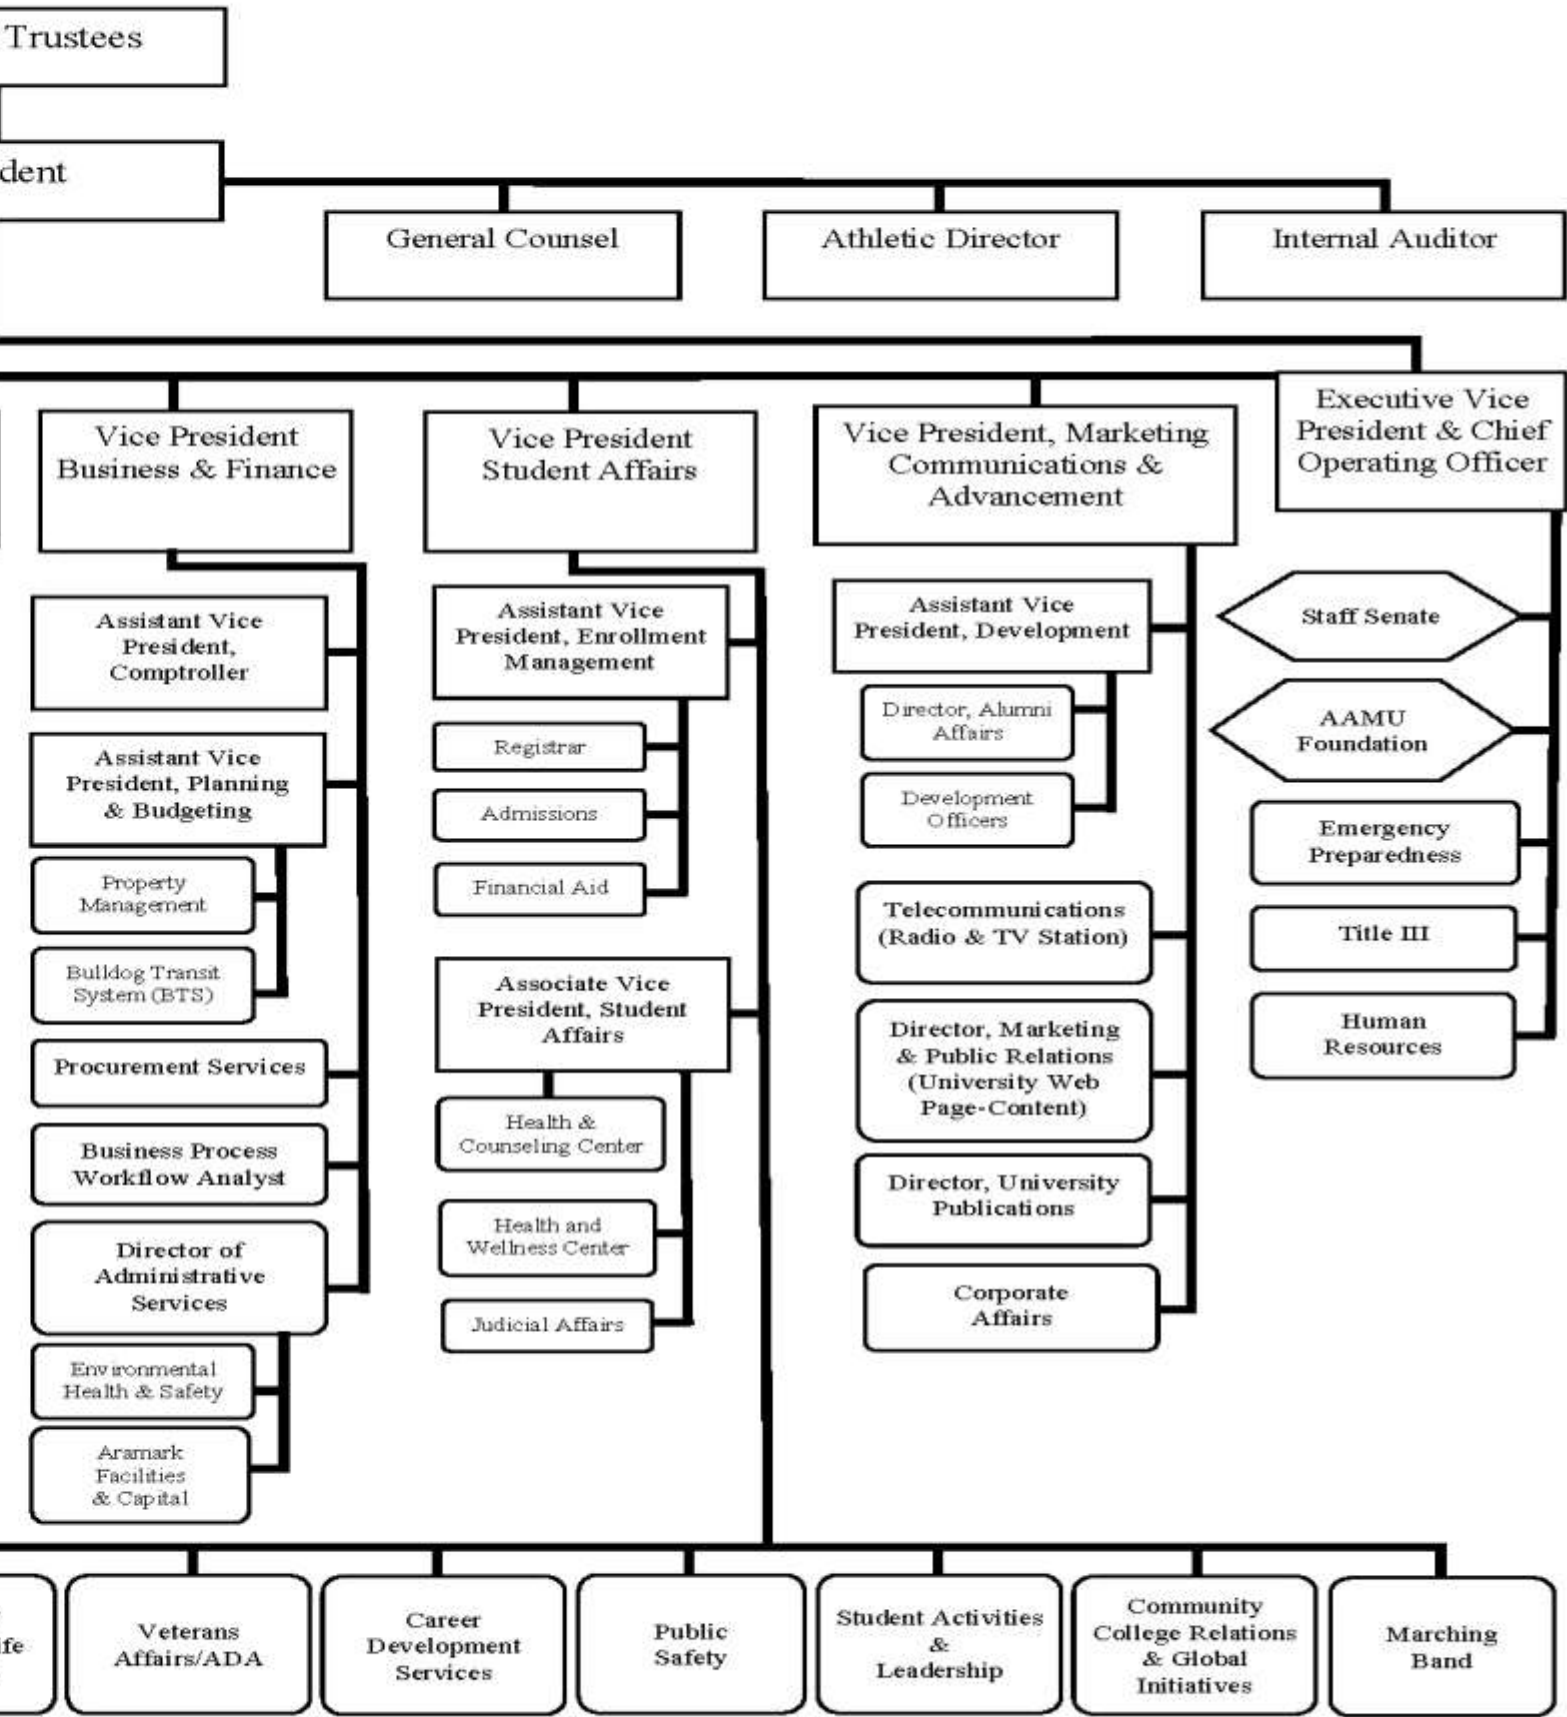 Trustees
dent
General Counsel
Athletic Director
Internal Auditor
Vice President
Business & Finance
Vice President
Student Affairs
Vice President, Marketing
Communications &
Advancement
Executive Vice
President & Chief
Operating Officer
Assistant Vice
President,
Comptroller
Assistant Vice
President, Planning
& Budgeting
Property
Management
Bulldog Transit
System (BTS)
Procurement Services
Business Process
Workflow Analyst
Director of
Administrative
Services
Environmental
Health & Safety
Aramark
Facilities
& Capital
Assistant Vice
President, Enrollment
Management
Registrar
Admissions
Financial Aid
Associate Vice
President, Student
Affairs
Health &
Counseling Center
Health and
Wellness Center
Judicial Affairs
Assistant Vice
President, Development
Director, Alumni
Affairs
Development
Officers
Telecommunications
(Radio & TV Station)
Director, Marketing
& Public Relations
(University Web
Page-Content)
Director, University
Publications
Corporate
Affairs
Staff Senate
AAMU
Foundation
Emergency
Preparedness
Title III
Human
Resources
ife
Veterans
Affairs/ADA
Career
Development
Services
Public
Safety
Student Activities
&
Leadership
Community
College Relations
& Global
Initiatives
Marching
Band